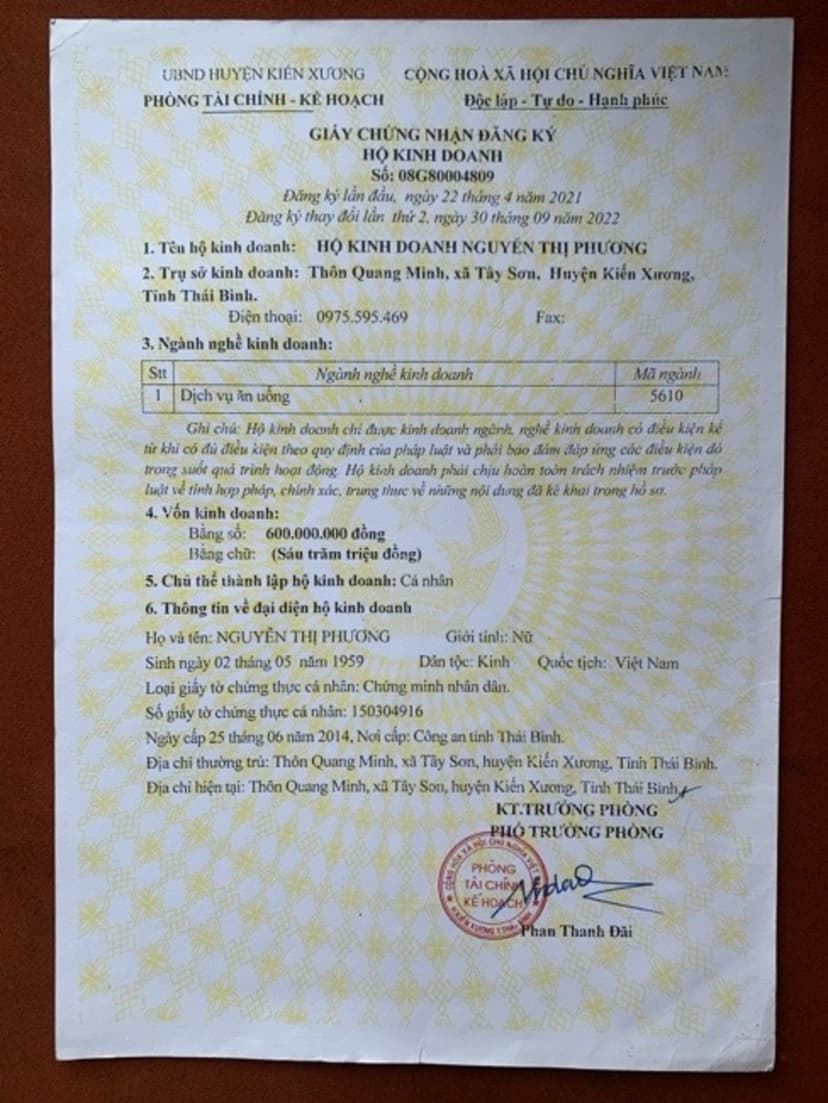 UBND HUYỆN KIẾN XƯƠNG
PHÒNG TÀI CHÍNH - KẾ HOẠCH
CỘNG HOÀ XÃ HỘI CHỦ NGHĨA VIỆT NAM
Độc lập - Tự do - Hạnh phúc
GIẤY CHỨNG NHẬN ĐĂNG KÝ
HỘ KINH DOANH
Số: 08G80004809
Đăng ký lần đầu, ngày 22 tháng 4 năm 2021
Đăng ký thay đổi lần thứ 2, ngày 30 tháng 09 năm 2022
1. Tên hộ kinh doanh: HỘ KINH DOANH NGUYỄN THỊ PHƯƠNG
2. Trụ sở kinh doanh: Thôn Quang Minh, xã Tây Sơn, Huyện Kiến Xương,
Tỉnh Thái Bình.
Điện thoại: 0975.595.469 Fax:
3. Ngành nghề kinh doanh:
Stt Ngành nghề kinh doanh Mã ngành
1 Dịch vụ ăn uống 5610
Ghi chú: Hộ kinh doanh chỉ được kinh doanh ngành, nghề kinh doanh có điều kiện kể
từ khi có đủ điều kiện theo quy định của pháp luật và phải bảo đảm đáp ứng các điều kiện đó
trong suốt quá trình hoạt động. Hộ kinh doanh phải chịu hoàn toàn trách nhiệm trước pháp
luật về tính hợp pháp, chính xác, trung thực về những nội dung đã kê khai trong hồ sơ.
4. Vốn kinh doanh:
Bằng số: 600.000.000 đồng
Bằng chữ: (Sáu trăm triệu đồng)
5. Chủ thể thành lập hộ kinh doanh: Cá nhân
6. Thông tin về đại diện hộ kinh doanh
Họ và tên: NGUYỄN THỊ PHƯƠNG Giới tính: Nữ
Sinh ngày 02 tháng 05 năm 1959 Dân tộc: Kinh Quốc tịch: Việt Nam
Loại giấy tờ chứng thực cá nhân: Chứng minh nhân dân.
Số giấy tờ chứng thực cá nhân: 150304916
Ngày cấp 25 tháng 06 năm 2014, Nơi cấp: Công an tỉnh Thái Bình.
Địa chỉ thường trú: Thôn Quang Minh, xã Tây Sơn, huyện Kiến Xương, Tỉnh Thái Bình.
Địa chỉ hiện tại: Thôn Quang Minh, xã Tây Sơn, huyện Kiến Xương, Tỉnh Thái Bình.
KT.TRƯỞNG PHÒNG
PHÓ TRƯỞNG PHÒNG
CỘNG HÒA XÃ HỘI CHỦ NGHĨA VIỆT
PHÒNG
TÀI CHÍNH
KẾ HOẠCH
H.KIẾN XƯƠNG T.THÁI BÌNH
Phan Thanh Đãi